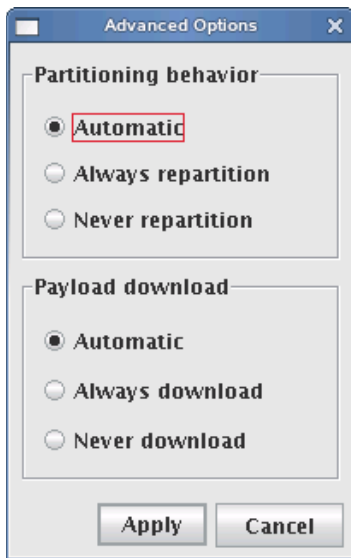 Advanced Options
Partitioning behavior
Automatic
Always repartition
Never repartition
Payload download
Automatic
Always download
Never download
Apply Cancel